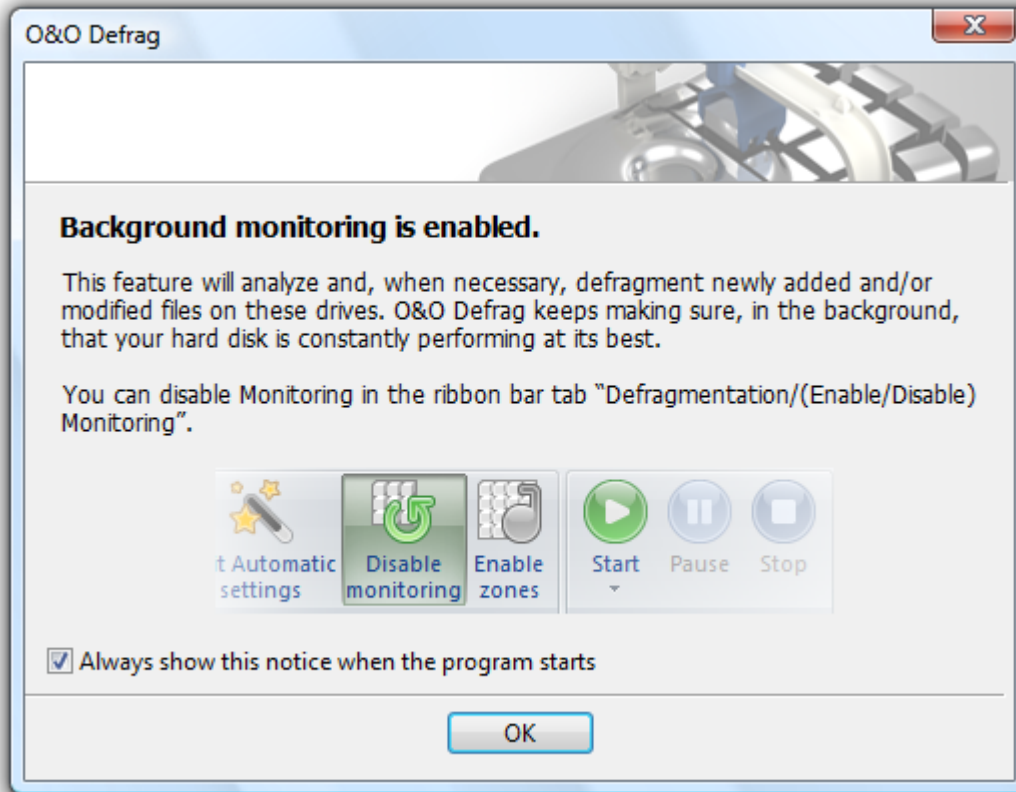 O&O Defrag
Background monitoring is enabled.
This feature will analyze and, when necessary, defragment newly added and/or
modified files on these drives. O&O Defrag keeps making sure, in the background,
that your hard disk is constantly performing at its best.
You can disable Monitoring in the ribbon bar tab “Defragmentation/(Enable/Disable)
Monitoring”.
t Automatic
settings
Disable
monitoring
Enable
zones
Start
Pause
Stop
Always show this notice when the program starts
OK